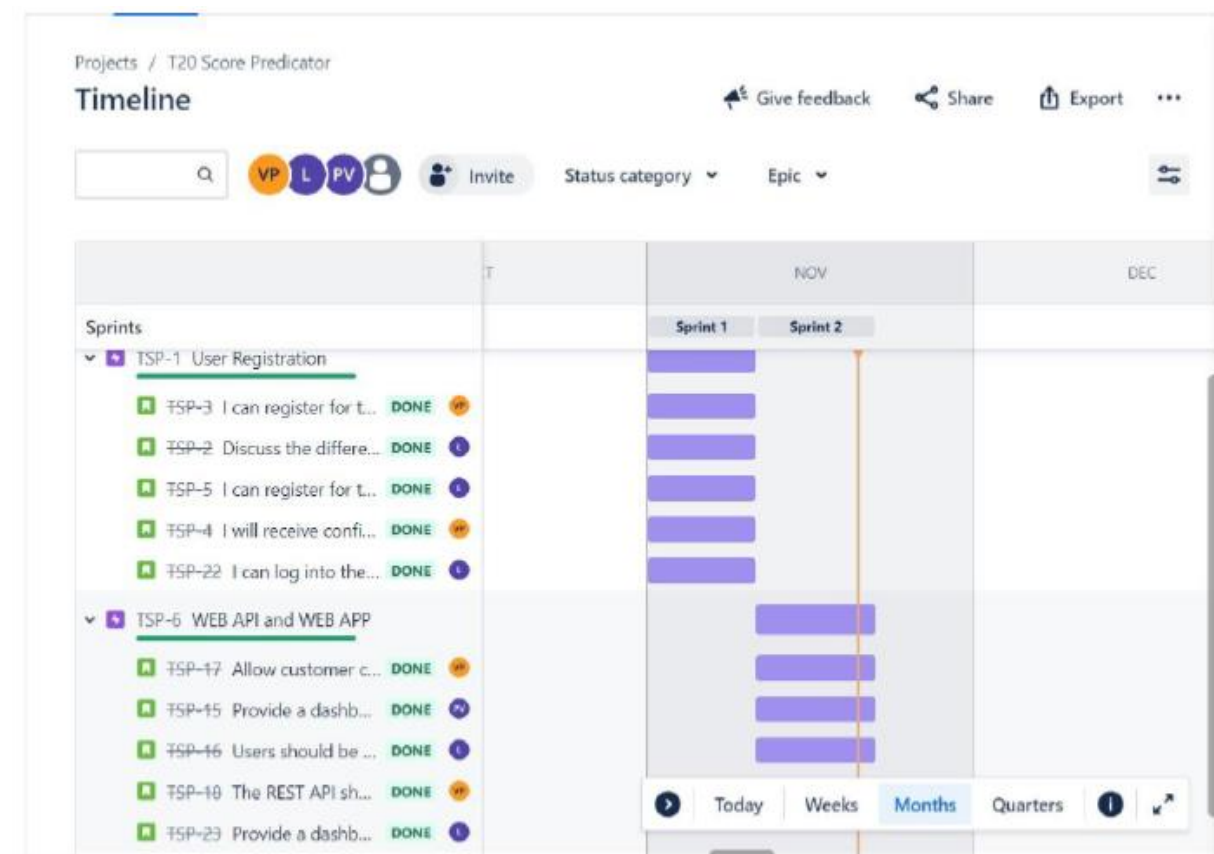 Projects / T20 Score Predicator
Timeline
Give feedback Share Export ...
VP L PV Invite Status category Epic
T NOV DEC
Sprints Sprint 1 Sprint 2
TSP-1 User Registration
TSP-3 I can register for t... DONE VP
TSP-2 Discuss the differe... DONE L
TSP-5 I can register for t... DONE L
TSP-4 I will receive confi... DONE VP
TSP-22 I can log into the... DONE L
TSP-6 WEB API and WEB APP
TSP-17 Allow customer c... DONE VP
TSP-15 Provide a dashb... DONE PV
TSP-16 Users should be ... DONE L
TSP-18 The REST API sh... DONE VP
TSP-23 Provide a dashb... DONE L
Today Weeks Months Quarters